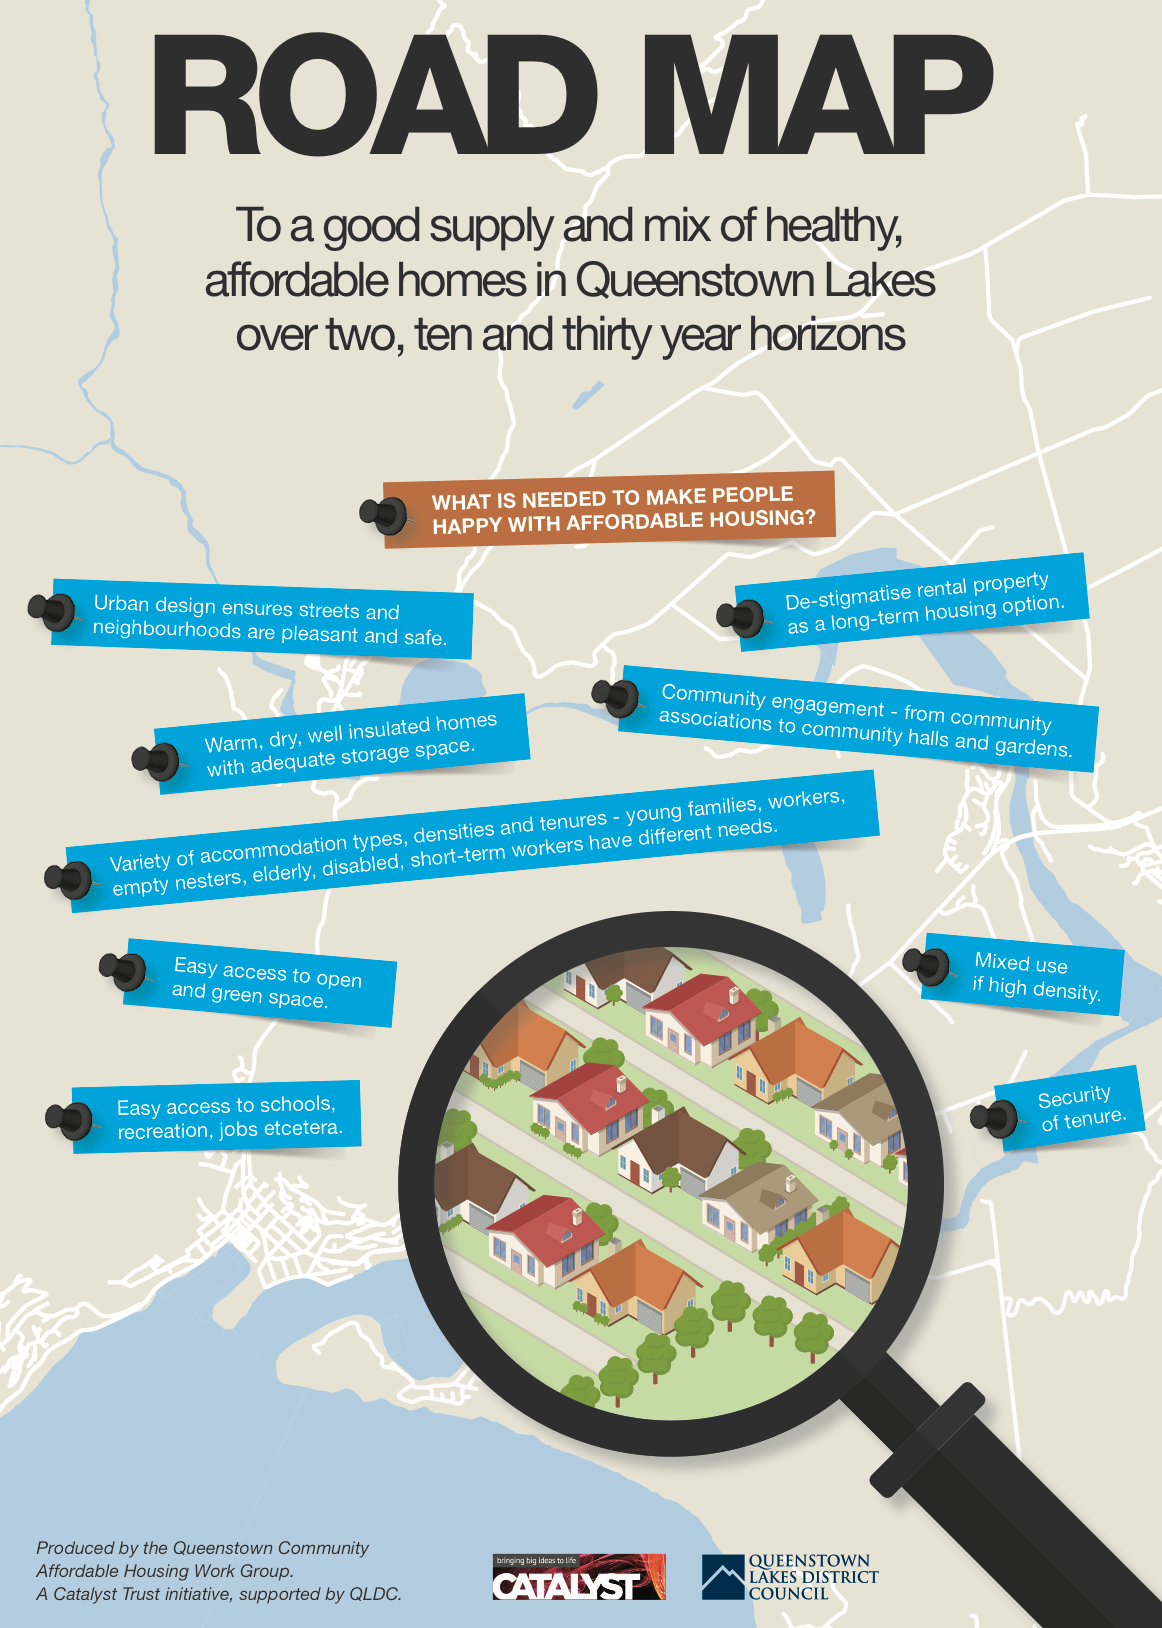 ROAD MAP
To a good supply and mix of healthy,
affordable homes in Queenstown Lakes
over two, ten and thirty year horizons
WHAT IS NEEDED TO MAKE PEOPLE
HAPPY WITH AFFORDABLE HOUSING?
Urban design ensures streets and
neighbourhoods are pleasant and safe.
De-stigmatise rental property
as a long-term housing option.
Community engagement - from community
associations to community halls and gardens.
Warm, dry, well insulated homes
with adequate storage space.
Variety of accommodation types, densities and tenures - young families, workers,
empty nesters, elderly, disabled, short-term workers have different needs.
Easy access to open
and green space.
Mixed use
if high density.
Easy access to schools,
recreation, jobs etcetera.
Security
of tenure.
Produced by the Queenstown Community
Affordable Housing Work Group.
A Catalyst Trust initiative, supported by QLDC.
bringing big ideas to life
CATALYST
QUEENSTOWN
LAKES DISTRICT
COUNCIL